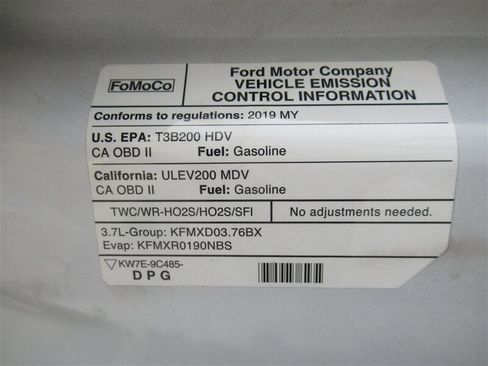 FoMoCo
Ford Motor Company
VEHICLE EMISSION
CONTROL INFORMATION
Conforms to regulations: 2019 MY
U.S. EPA: T3B200 HDV
CA OBD II Fuel: Gasoline
California: ULEV200 MDV
CA OBD II Fuel: Gasoline
TWC/WR-HO2S/HO2S/SFI No adjustments needed.
3.7L-Group: KFMXD03.76BX
Evap: KFMXR0190NBS
KW7E-9C485-
D P G